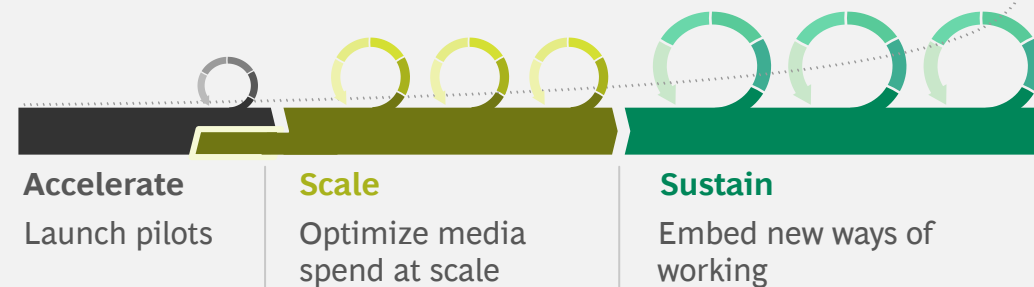 Accelerate
Launch pilots
Scale
Optimize media
spend at scale
Sustain
Embed new ways of
working